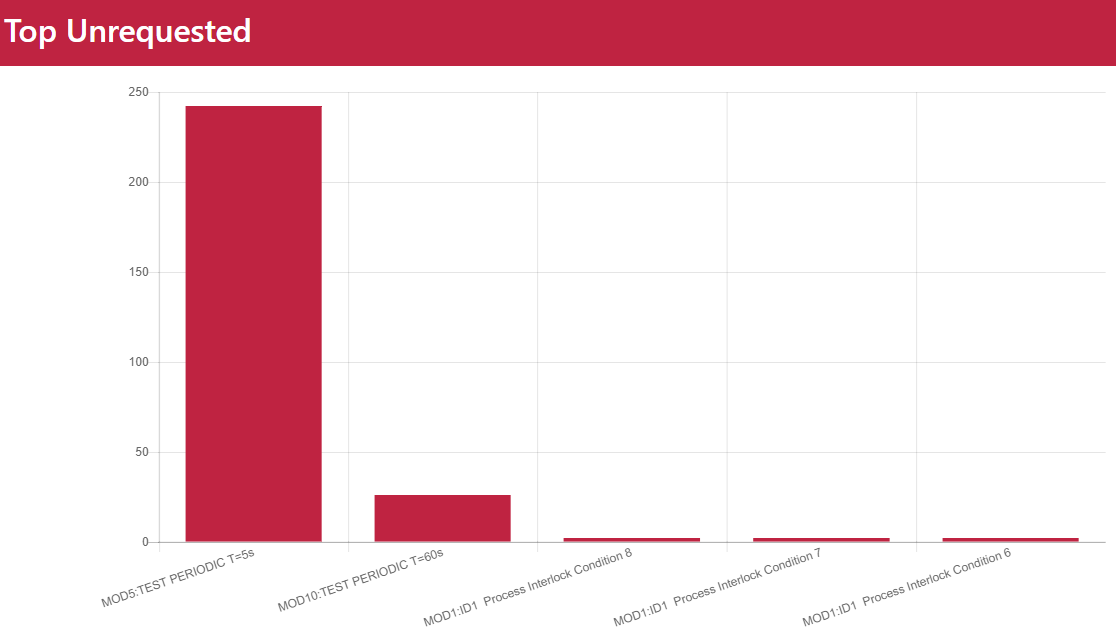 Top Unrequested
250
200
150
100
50
0
MOD5:TEST PERIODIC T=5s
MOD10:TEST PERIODIC T=60s
MOD1:ID1  Process Interlock Condition 8
MOD1:ID1  Process Interlock Condition 7
MOD1:ID1  Process Interlock Condition 6